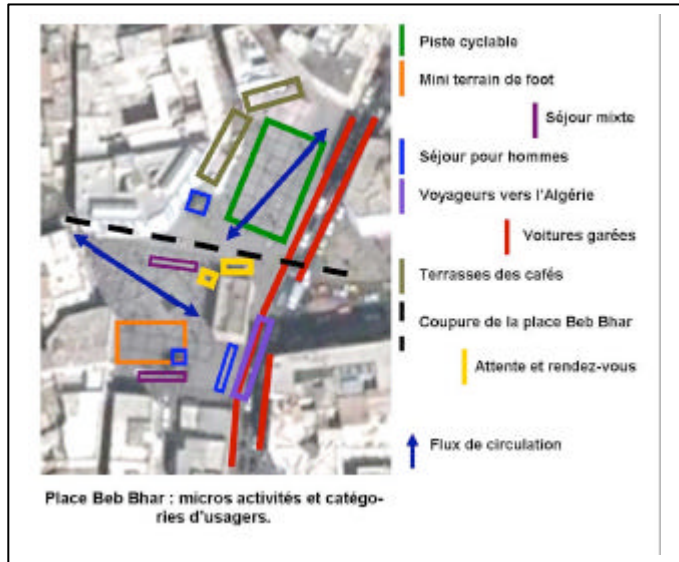 Piste cyclable
Mini terrain de foot
Séjour mixte
Séjour pour hommes
Voyageurs vers l'Algérie
Voitures garées
Terrasses des cafés
Coupure de la place Beb Bhar
Attente et rendez-vous
Flux de circulation
Place Beb Bhar : micros activités et catégo-
ries d'usagers.